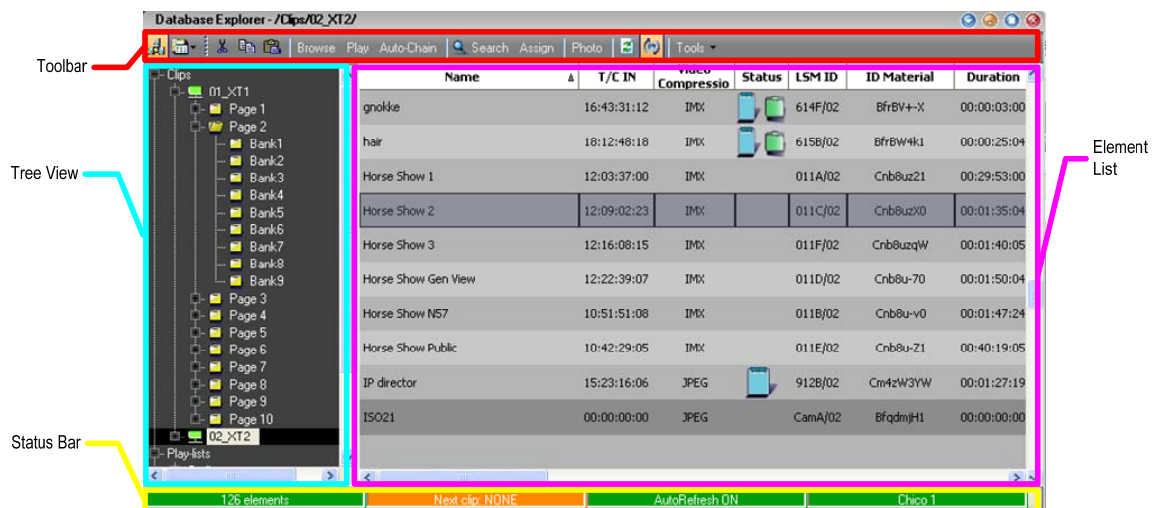 Database Explorer - /Clips/02_XT2/
Browse Play Auto-Chain Search Assign Photo Tools
Toolbar
Tree View
Status Bar
Element
List
Clips
01_XT1
Page 1
Page 2
Bank1
Bank2
Bank3
Bank4
Bank5
Bank6
Bank7
Bank8
Bank9
Page 3
Page 4
Page 5
Page 6
Page 7
Page 8
Page 9
Page 10
02_XT2
Play-lists
Name T/C IN Video Compressio Status LSM ID ID Material Duration
gnokke 16:43:31:12 IMX 614F/02 BfrBV+-X 00:00:03:00
hair 18:12:48:18 IMX 615B/02 BfrBW4k1 00:00:25:04
Horse Show 1 12:03:37:00 IMX 011A/02 Cnb8uz21 00:29:53:00
Horse Show 2 12:09:02:23 IMX 011C/02 Cnb8uzX0 00:01:35:04
Horse Show 3 12:16:08:15 IMX 011F/02 Cnb8uzqW 00:01:40:05
Horse Show Gen View 12:22:39:07 IMX 011D/02 Cnb8u-70 00:01:50:04
Horse Show N57 10:51:51:08 IMX 011B/02 Cnb8u-v0 00:01:47:24
Horse Show Public 10:42:29:05 IMX 011E/02 Cnb8u-Z1 00:40:19:05
IP director 15:23:16:06 JPEG 912B/02 Cm4zW3YW 00:01:27:19
ISO21 00:00:00:00 JPEG CamA/02 BfqdmjH1 00:00:00:00
126 elements Next clip: NONE AutoRefresh ON Chico 1